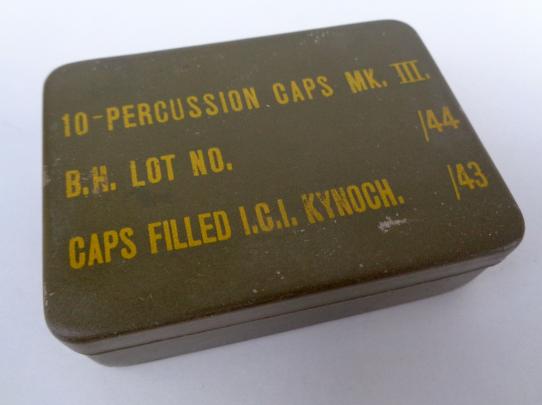 10-PERCUSSION CAPS MK. III.
B.H. LOT NO. /44
CAPS FILLED I.C.I. KYNOCH. /43